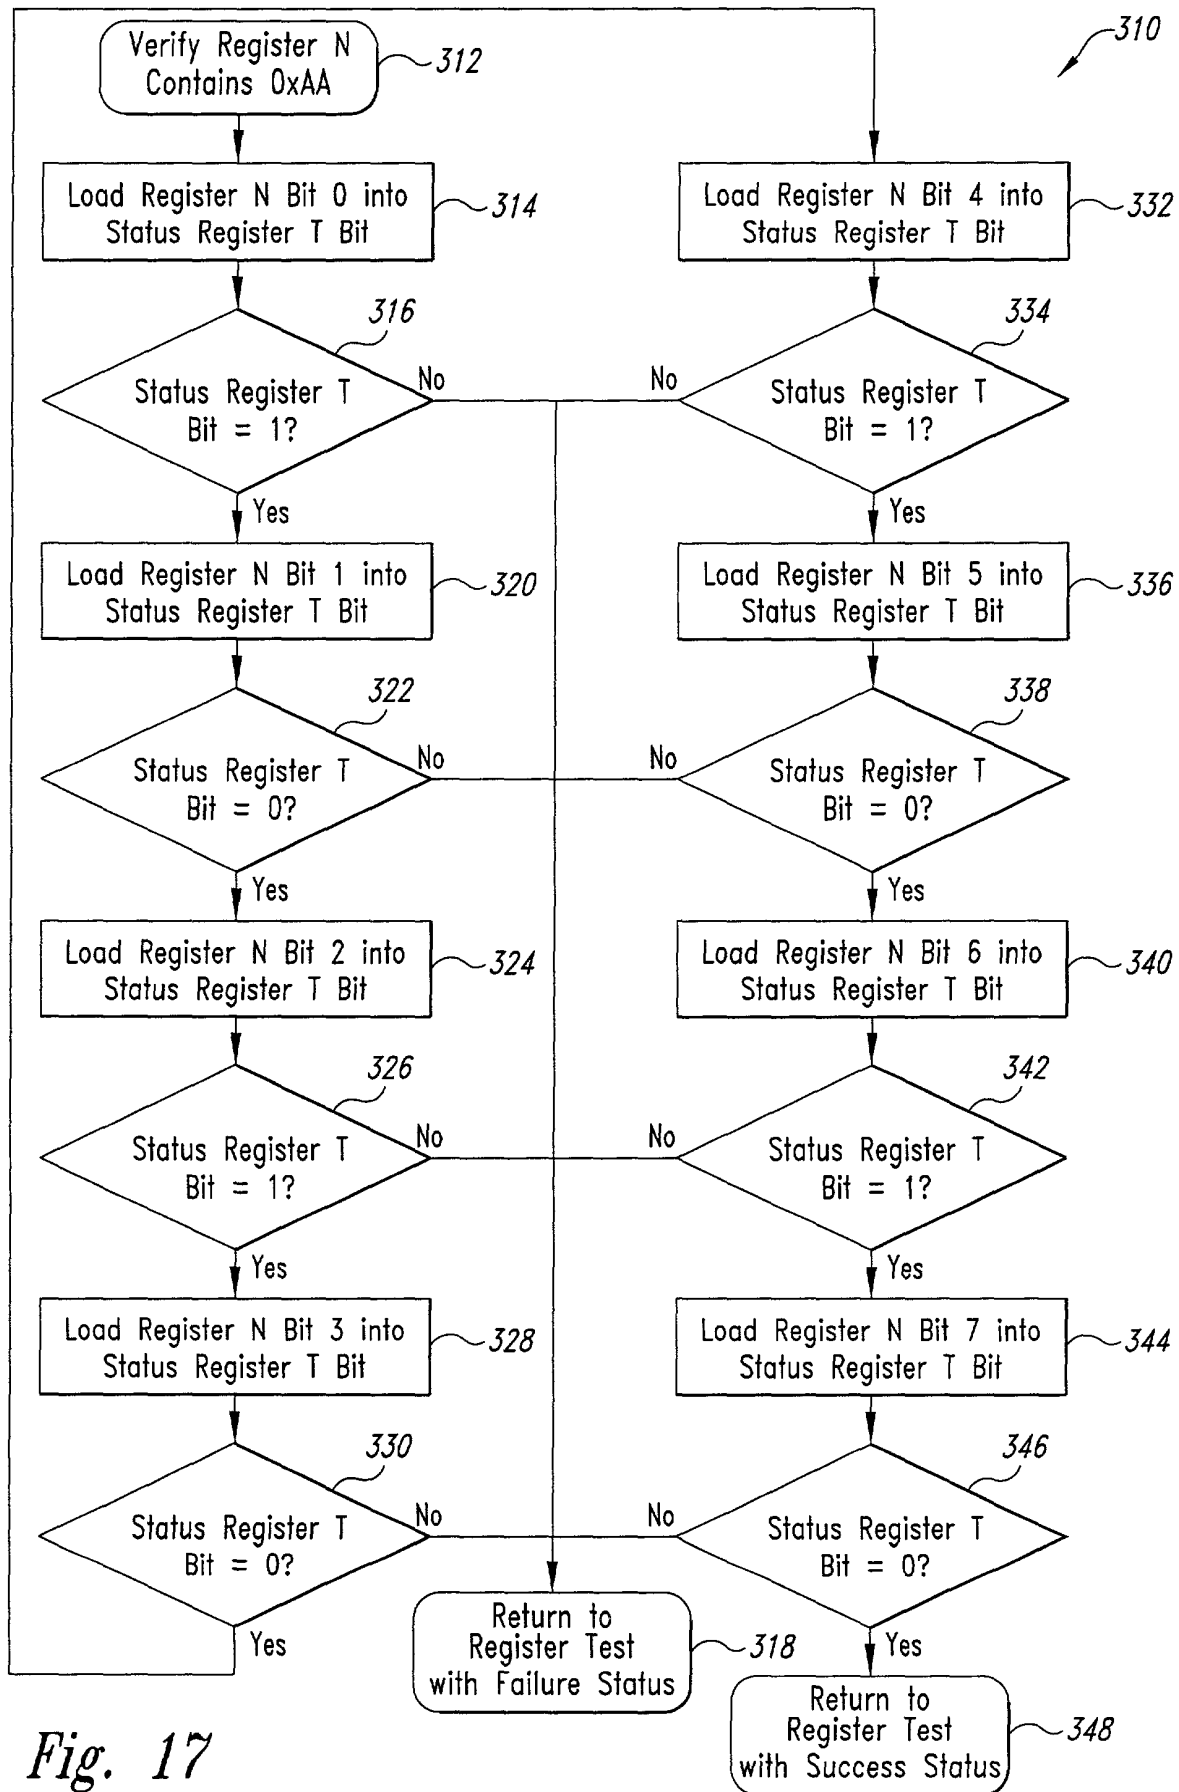 Verify Register N
Contains 0xAA
312
310
Load Register N Bit 0 into
Status Register T Bit
314
316
Status Register T
Bit = 1?
No
Yes
Load Register N Bit 1 into
Status Register T Bit
320
322
Status Register T
Bit = 0?
No
Yes
Load Register N Bit 2 into
Status Register T Bit
324
326
Status Register T
Bit = 1?
No
Yes
Load Register N Bit 3 into
Status Register T Bit
328
330
Status Register T
Bit = 0?
No
Yes
Load Register N Bit 4 into
Status Register T Bit
332
334
Status Register T
Bit = 1?
No
Yes
Load Register N Bit 5 into
Status Register T Bit
336
338
Status Register T
Bit = 0?
No
Yes
Load Register N Bit 6 into
Status Register T Bit
340
342
Status Register T
Bit = 1?
No
Yes
Load Register N Bit 7 into
Status Register T Bit
344
346
Status Register T
Bit = 0?
No
Yes
Return to
Register Test
with Failure Status
318
Return to
Register Test
with Success Status
348
Fig. 17